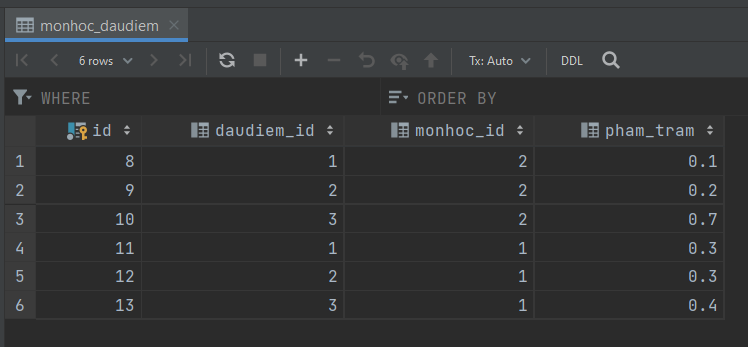 monhoc_daudiem
6 rows Tx: Auto DDL
WHERE ORDER BY
id daudiem_id monhoc_id pham_tram
1 8 1 2 0.1
2 9 2 2 0.2
3 10 3 2 0.7
4 11 1 1 0.3
5 12 2 1 0.3
6 13 3 1 0.4